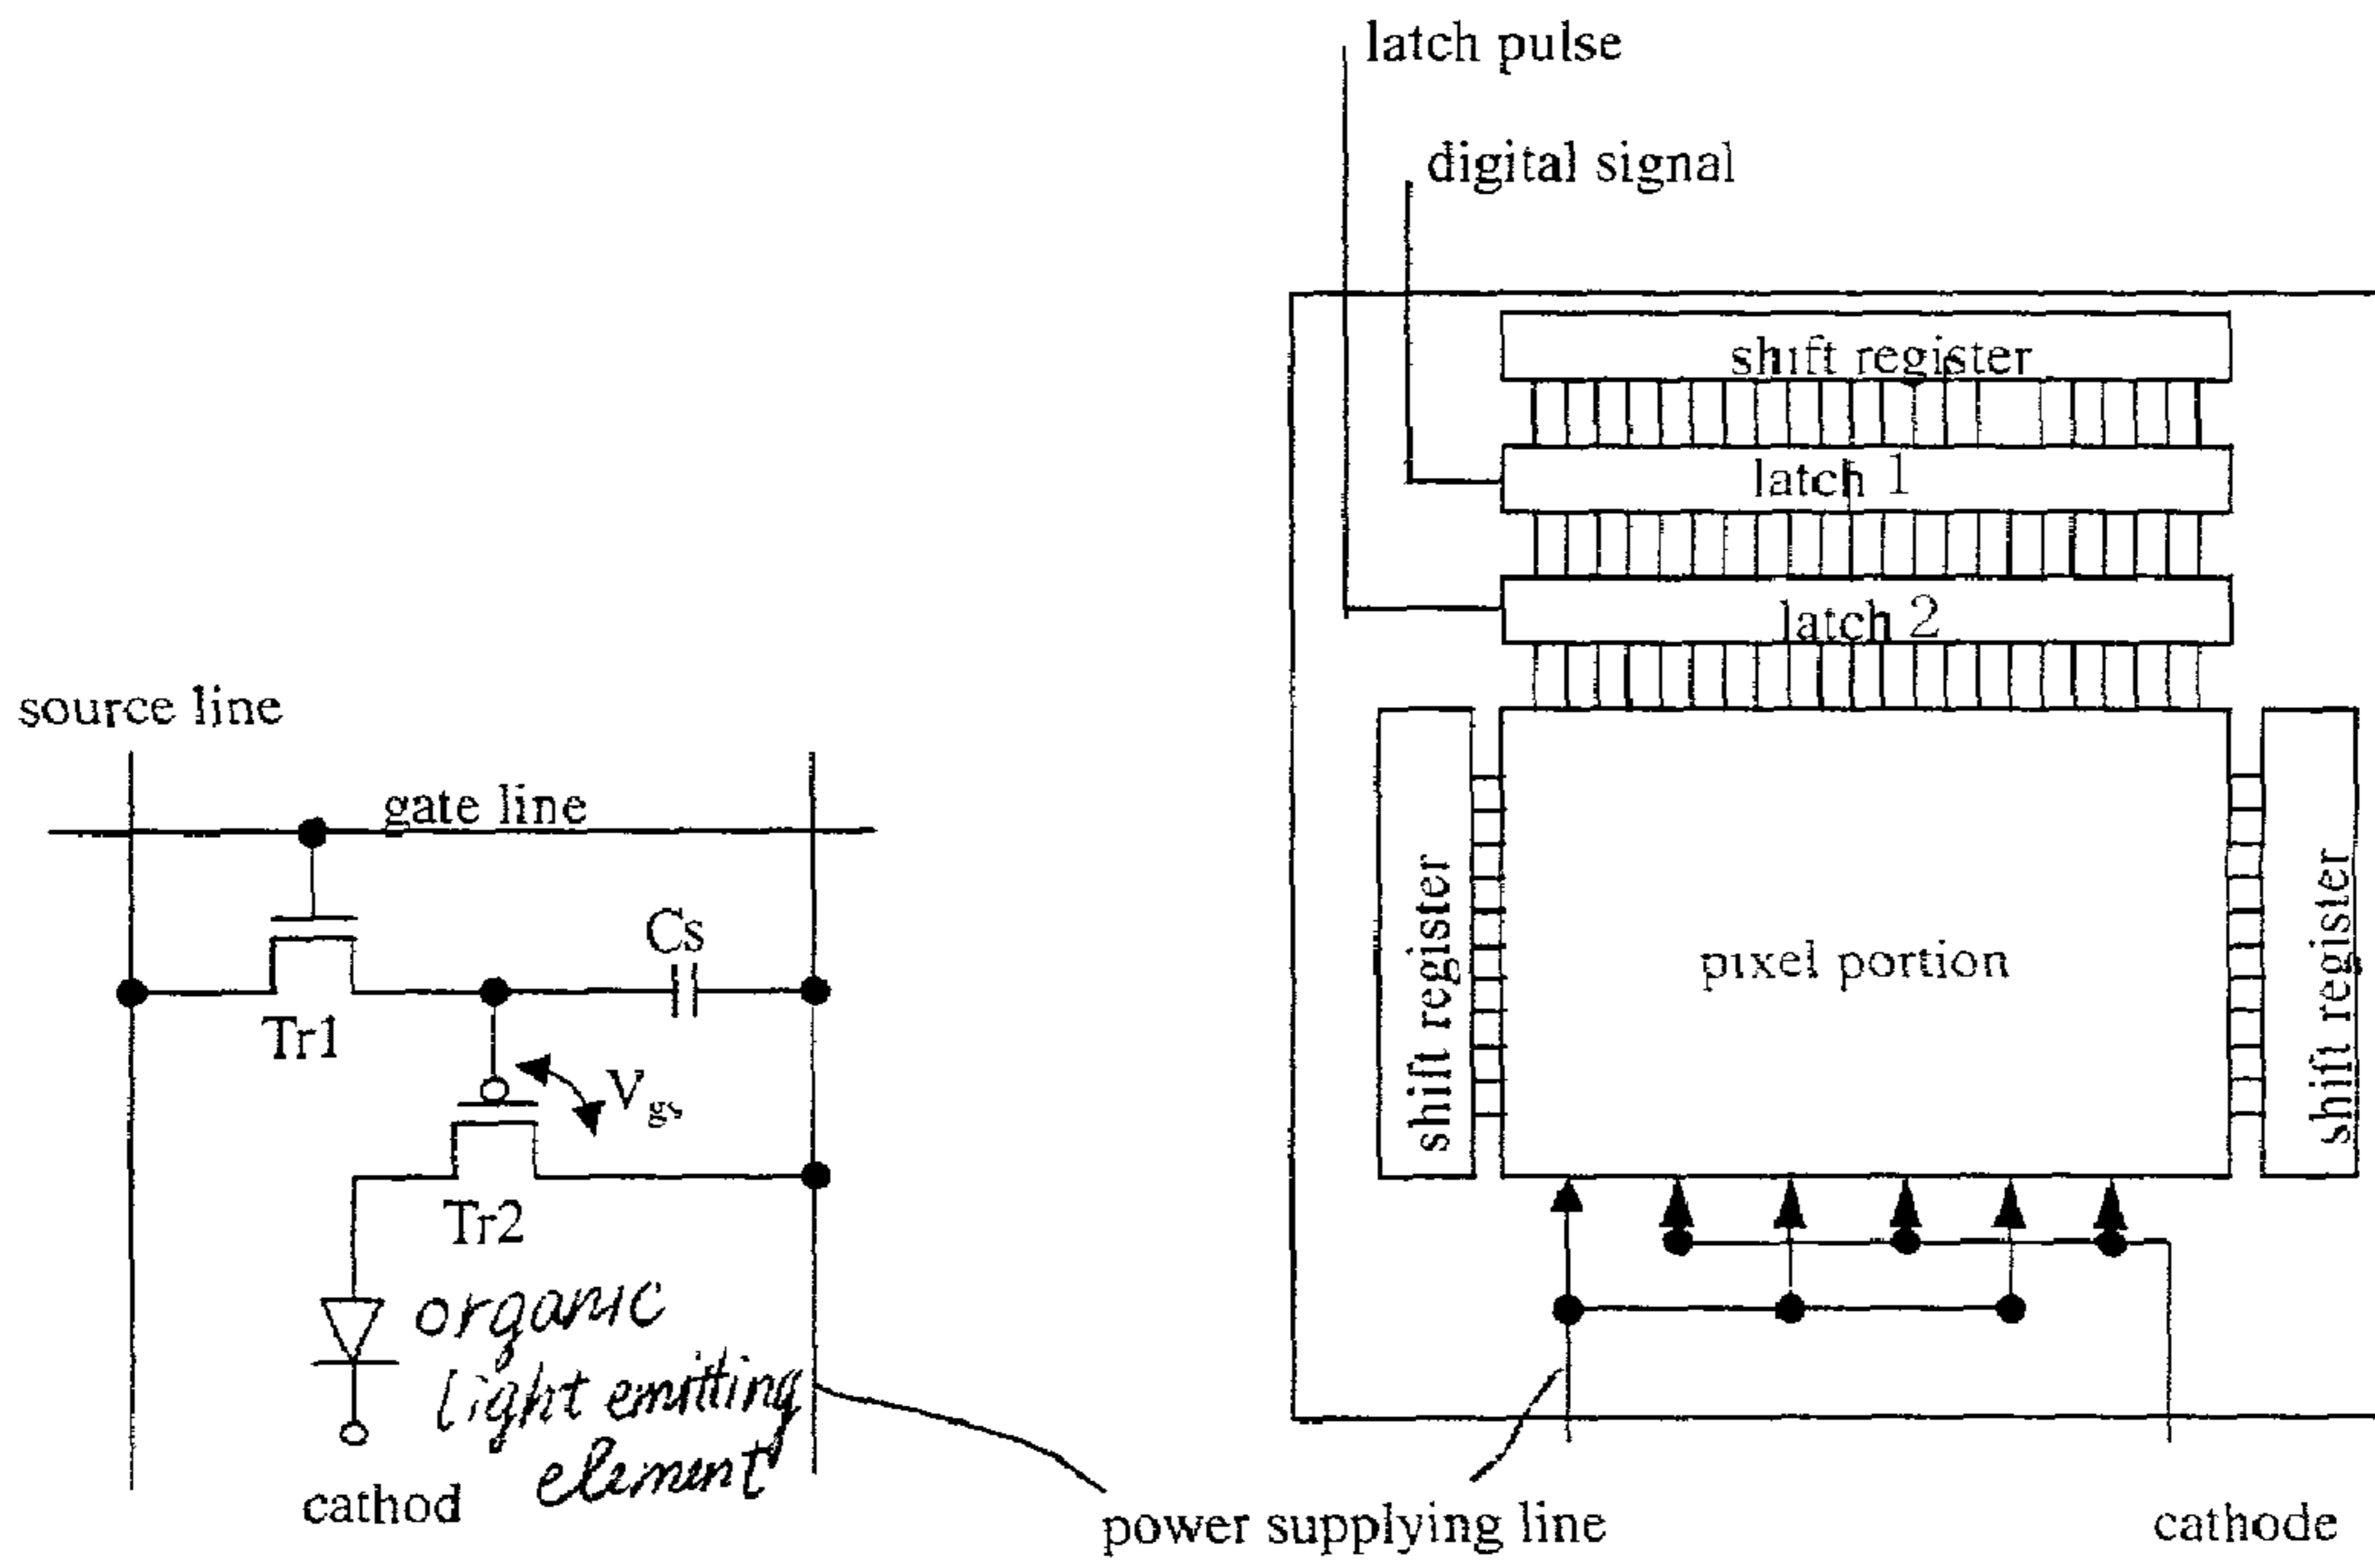 latch pulse
digital signal
shift register
latch 1
latch 2
source line
gate line
Cs
Tr1
Vgs
Tr2
organic
light emitting
element
cathod
shift register
pixel portion
shift register
power supplying line
cathode